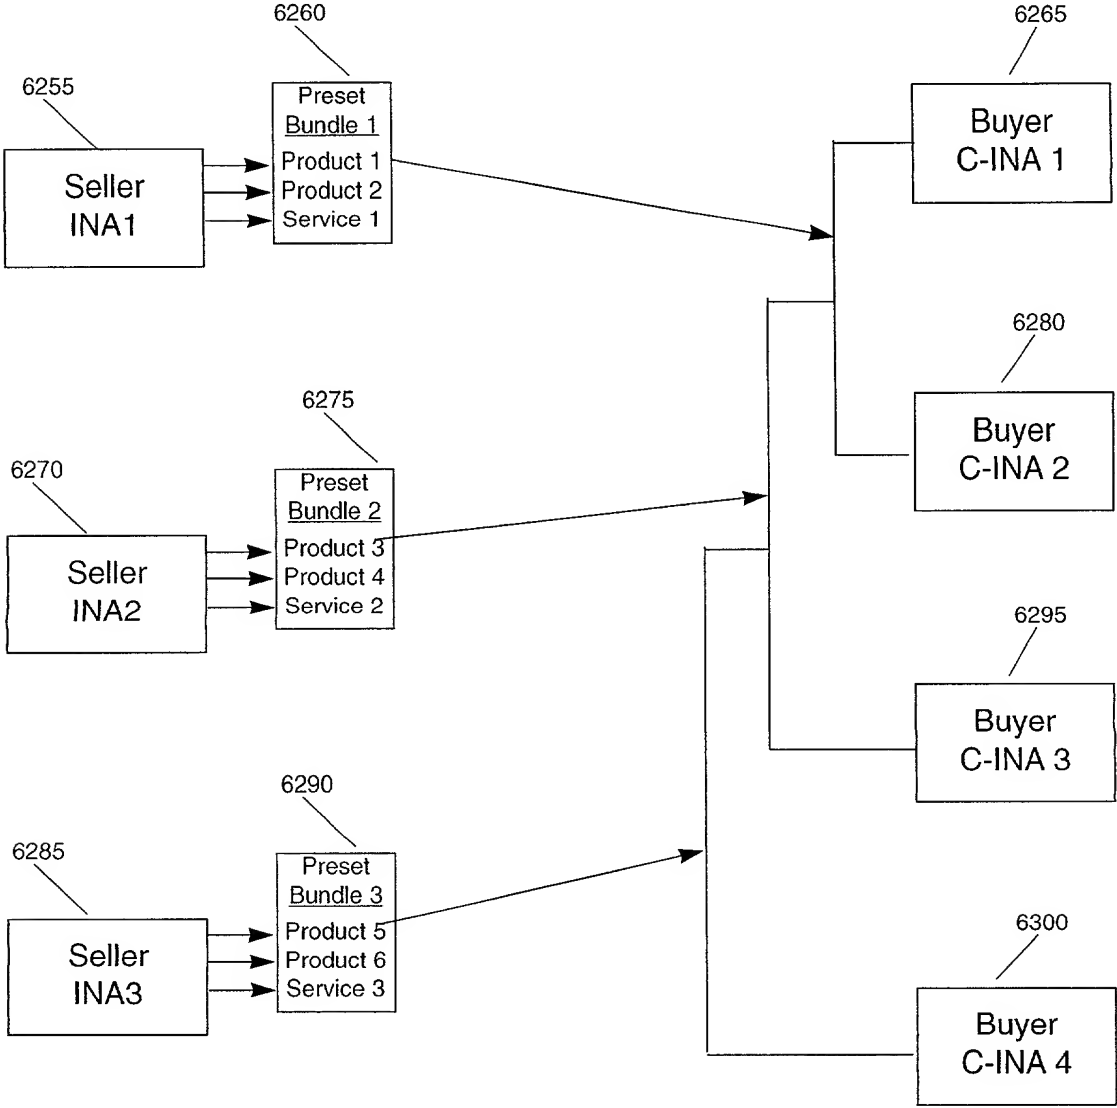 6260
6265
6255
Preset
Bundle 1
Product 1
Product 2
Service 1
Seller
INA1
Buyer
C-INA 1
6280
6275
Buyer
C-INA 2
6270
Preset
Bundle 2
Product 3
Product 4
Service 2
Seller
INA2
6295
Buyer
C-INA 3
6290
6285
Preset
Bundle 3
Product 5
Product 6
Service 3
Seller
INA3
6300
Buyer
C-INA 4